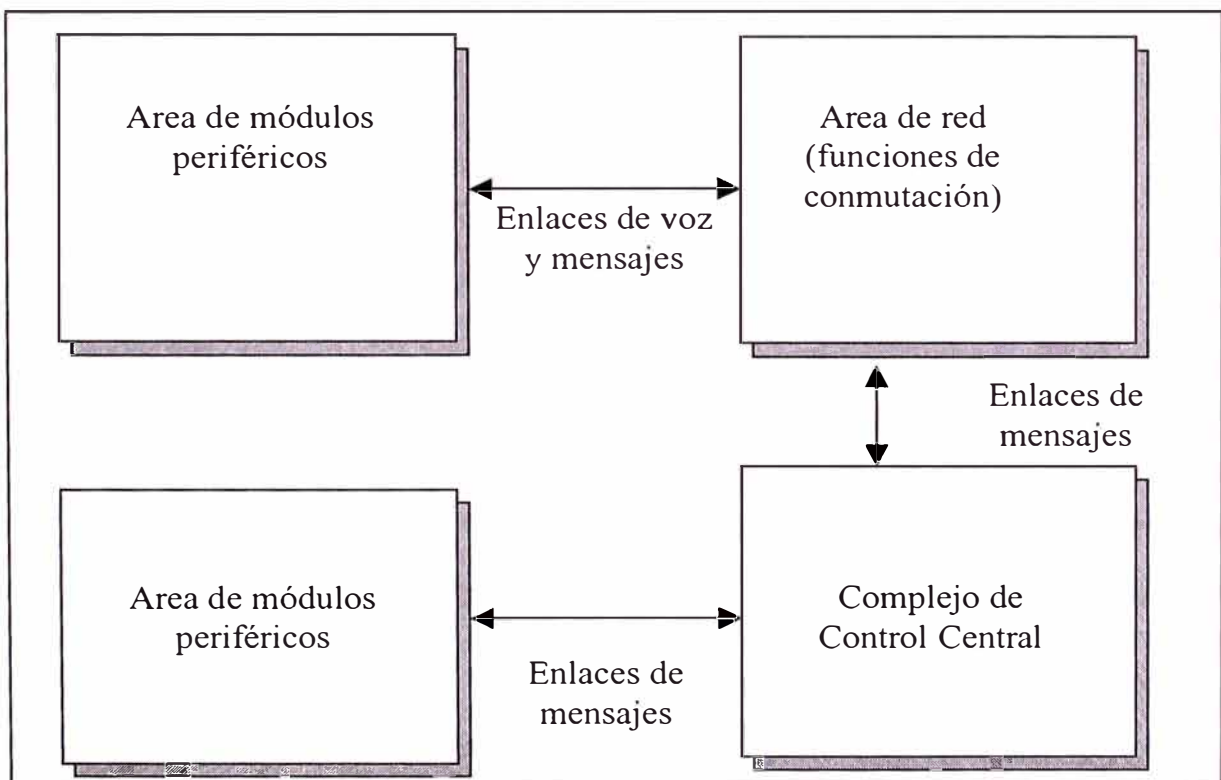 Area de módulos
periféricos
Area de red
(funciones de
conmutación)
Enlaces de voz
y mensajes
Enlaces de
mensajes
Area de módulos
periféricos
Complejo de
Control Central
Enlaces de
mensajes